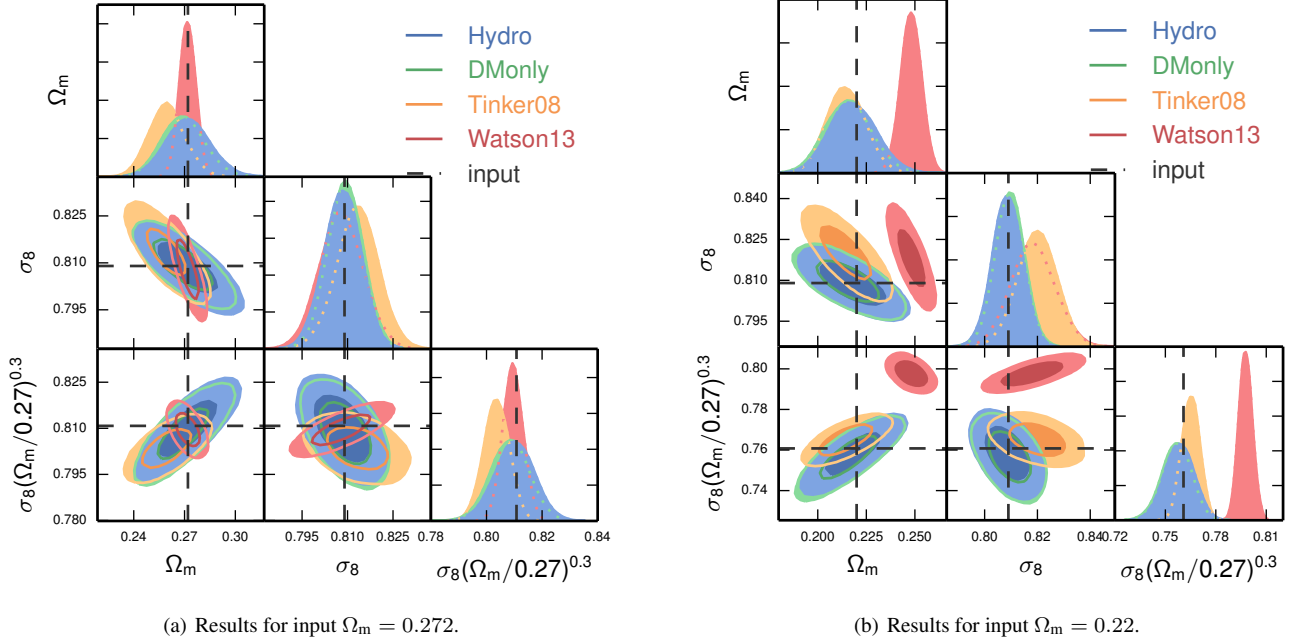 Ωm
Hydro
DMonly
Tinker08
Watson13
input
σ8
0.825
0.810
0.795
σ8(Ωm/0.27)^0.3
0.825
0.810
0.795
0.780
0.24 0.27 0.30
0.795 0.810 0.825
0.78 0.80 0.82 0.84
Ωm
σ8
σ8(Ωm/0.27)^0.3
(a) Results for input Ωm = 0.272.
Ωm
Hydro
DMonly
Tinker08
Watson13
input
σ8
0.840
0.825
0.810
0.795
σ8(Ωm/0.27)^0.3
0.80
0.78
0.76
0.74
0.200 0.225 0.250
0.80 0.82 0.84
0.72 0.75 0.78 0.81
Ωm
σ8
σ8(Ωm/0.27)^0.3
(b) Results for input Ωm = 0.22.